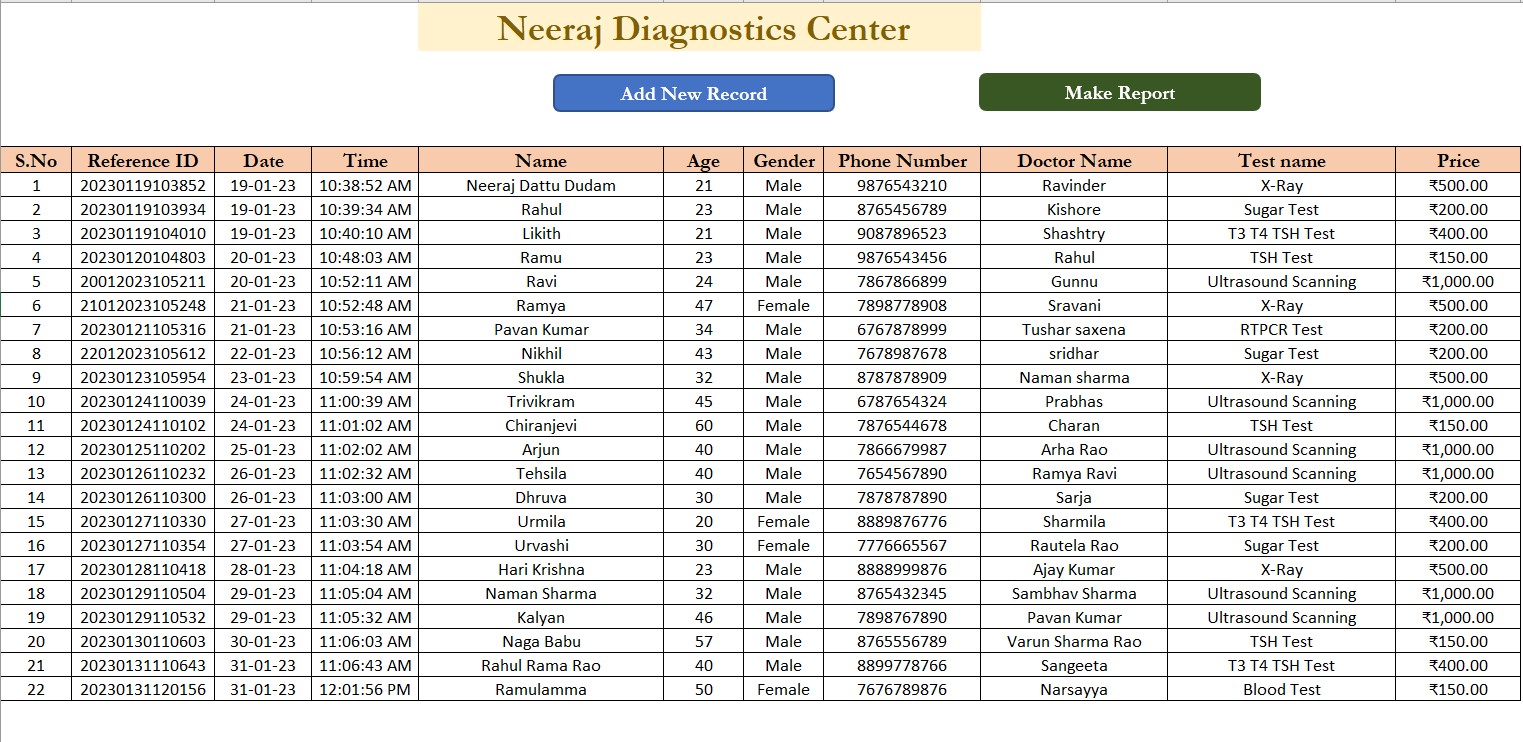 Neeraj Diagnostics Center
Add New Record Make Report
S.No Reference ID Date Time Name Age Gender Phone Number Doctor Name Test name Price
1 20230119103852 19-01-23 10:38:52 AM Neeraj Dattu Dudam 21 Male 9876543210 Ravinder X-Ray ₹500.00
2 20230119103934 19-01-23 10:39:34 AM Rahul 23 Male 8765456789 Kishore Sugar Test ₹200.00
3 20230119104010 19-01-23 10:40:10 AM Likith 21 Male 9087896523 Shashtry T3 T4 TSH Test ₹400.00
4 20230120104803 20-01-23 10:48:03 AM Ramu 23 Male 9876543456 Rahul TSH Test ₹150.00
5 20012023105211 20-01-23 10:52:11 AM Ravi 24 Male 7867866899 Gunnu Ultrasound Scanning ₹1,000.00
6 21012023105248 21-01-23 10:52:48 AM Ramya 47 Female 7898778908 Sravani X-Ray ₹500.00
7 20230121105316 21-01-23 10:53:16 AM Pavan Kumar 34 Male 6767878999 Tushar saxena RTPCR Test ₹200.00
8 22012023105612 22-01-23 10:56:12 AM Nikhil 43 Male 7678987678 sridhar Sugar Test ₹200.00
9 20230123105954 23-01-23 10:59:54 AM Shukla 32 Male 8787878909 Naman sharma X-Ray ₹500.00
10 20230124110039 24-01-23 11:00:39 AM Trivikram 45 Male 6787654324 Prabhas Ultrasound Scanning ₹1,000.00
11 20230124110102 24-01-23 11:01:02 AM Chiranjevi 60 Male 7876544678 Charan TSH Test ₹150.00
12 20230125110202 25-01-23 11:02:02 AM Arjun 40 Male 7866679987 Arha Rao Ultrasound Scanning ₹1,000.00
13 20230126110232 26-01-23 11:02:32 AM Tehsila 40 Male 7654567890 Ramya Ravi Ultrasound Scanning ₹1,000.00
14 20230126110300 26-01-23 11:03:00 AM Dhruva 30 Male 7878787890 Sarja Sugar Test ₹200.00
15 20230127110330 27-01-23 11:03:30 AM Urmila 20 Female 8889876776 Sharmila T3 T4 TSH Test ₹400.00
16 20230127110354 27-01-23 11:03:54 AM Urvashi 30 Female 7776665567 Rautela Rao Sugar Test ₹200.00
17 20230128110418 28-01-23 11:04:18 AM Hari Krishna 23 Male 8888999876 Ajay Kumar X-Ray ₹500.00
18 20230129110504 29-01-23 11:05:04 AM Naman Sharma 32 Male 8765432345 Sambhav Sharma Ultrasound Scanning ₹1,000.00
19 20230129110532 29-01-23 11:05:32 AM Kalyan 46 Male 7898767890 Pavan Kumar Ultrasound Scanning ₹1,000.00
20 20230130110603 30-01-23 11:06:03 AM Naga Babu 57 Male 8765556789 Varun Sharma Rao TSH Test ₹150.00
21 20230131110643 31-01-23 11:06:43 AM Rahul Rama Rao 40 Male 8899778766 Sangeeta T3 T4 TSH Test ₹400.00
22 20230131120156 31-01-23 12:01:56 PM Ramulamma 50 Female 7676789876 Narsayya Blood Test ₹150.00